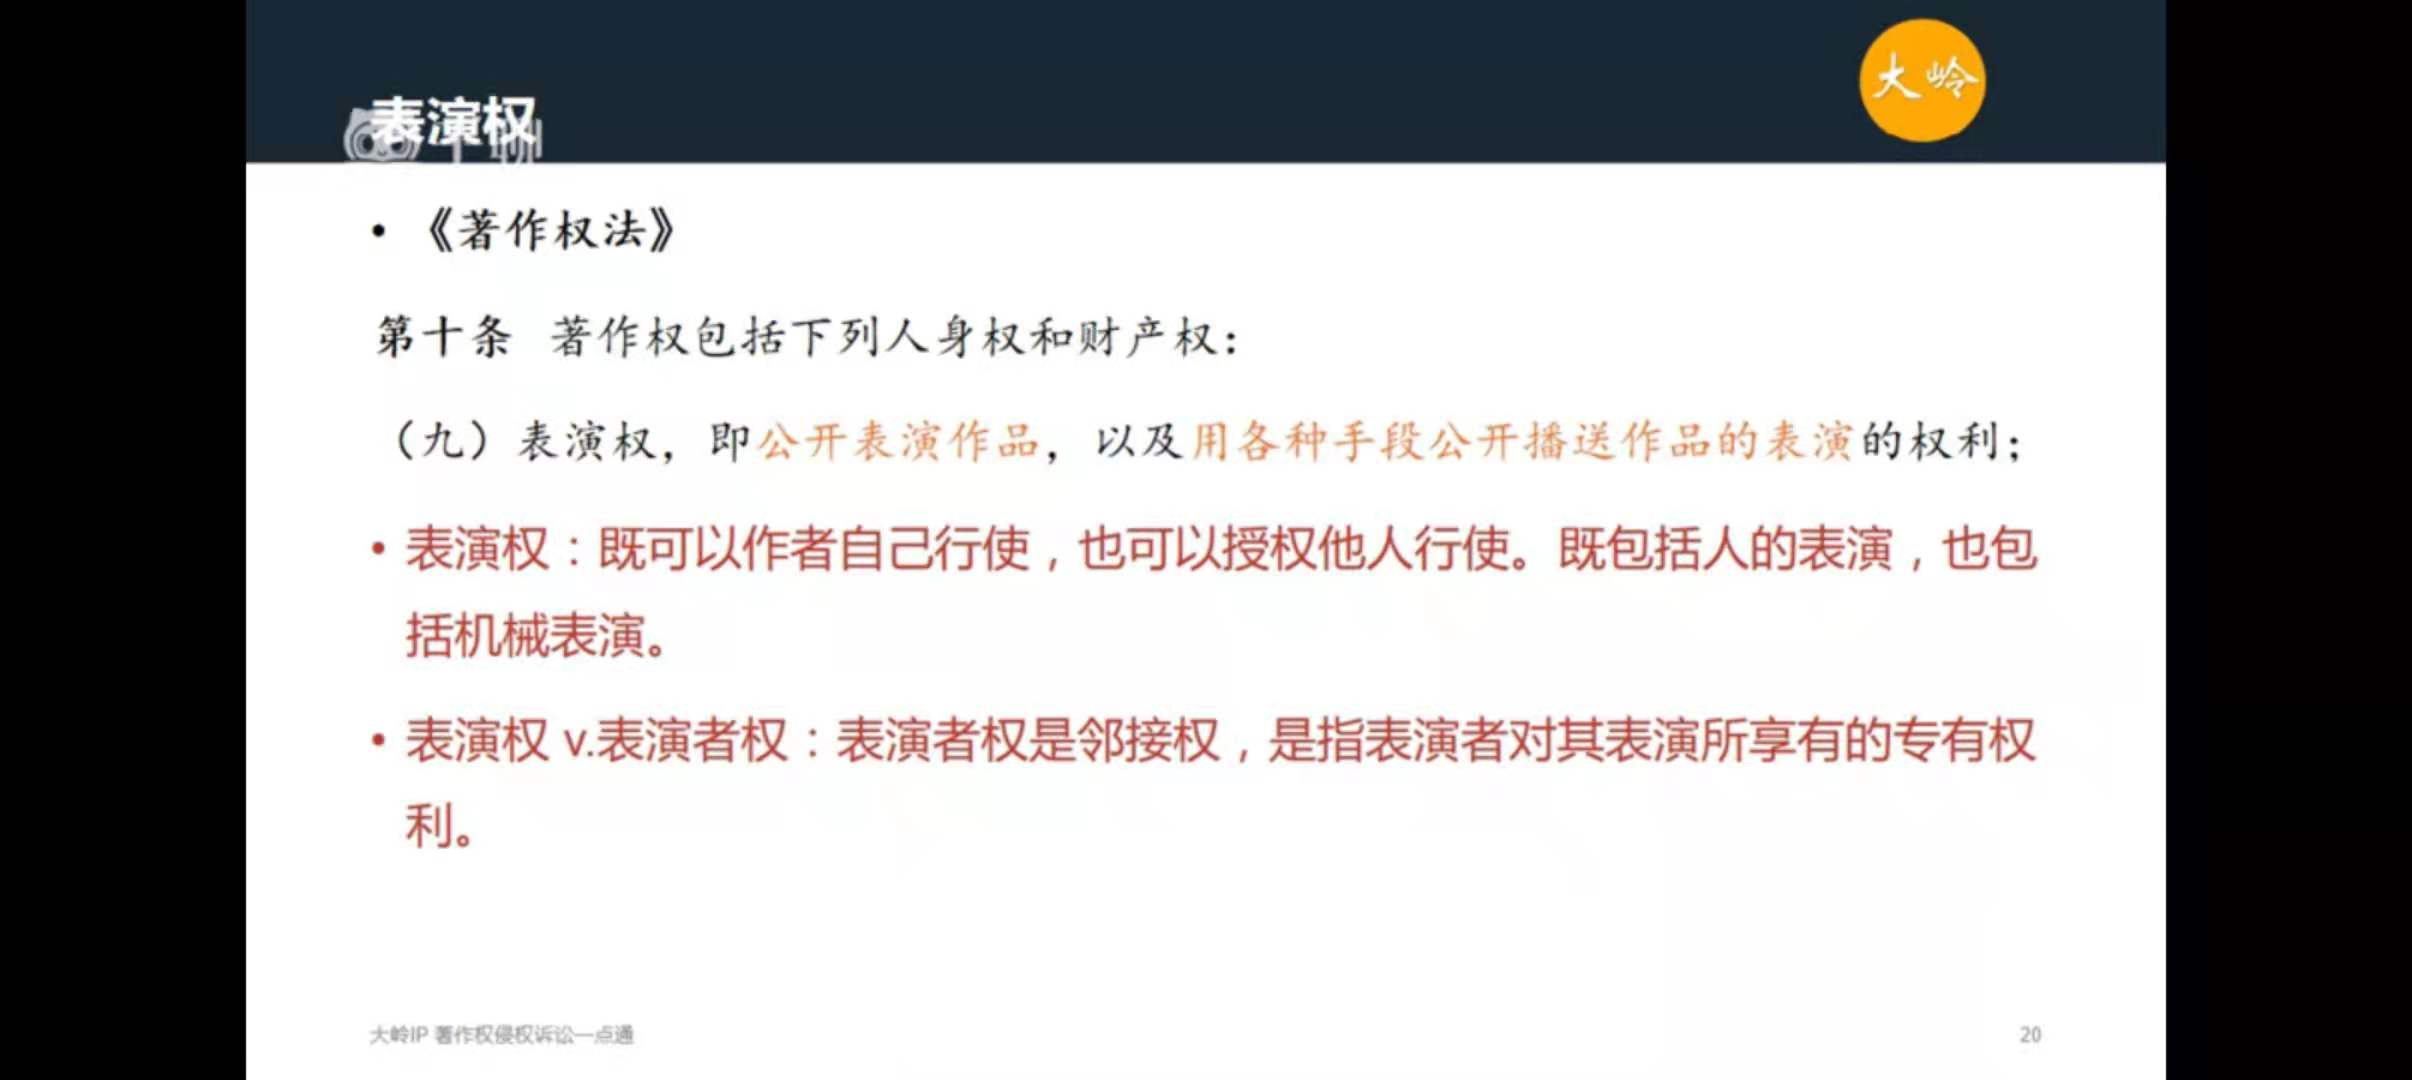 大岭
表演权
• 《著作权法》
第十条 著作权包括下列人身权和财产权：
（九）表演权，即公开表演作品，以及用各种手段公开播送作品的表演的权利；
• 表演权：既可以作者自己行使，也可以授权他人行使。既包括人的表演，也包
括机械表演。
• 表演权 v.表演者权：表演者权是邻接权，是指表演者对其表演所享有的专有权
利。
大岭IP 著作权侵权诉讼一点通
20